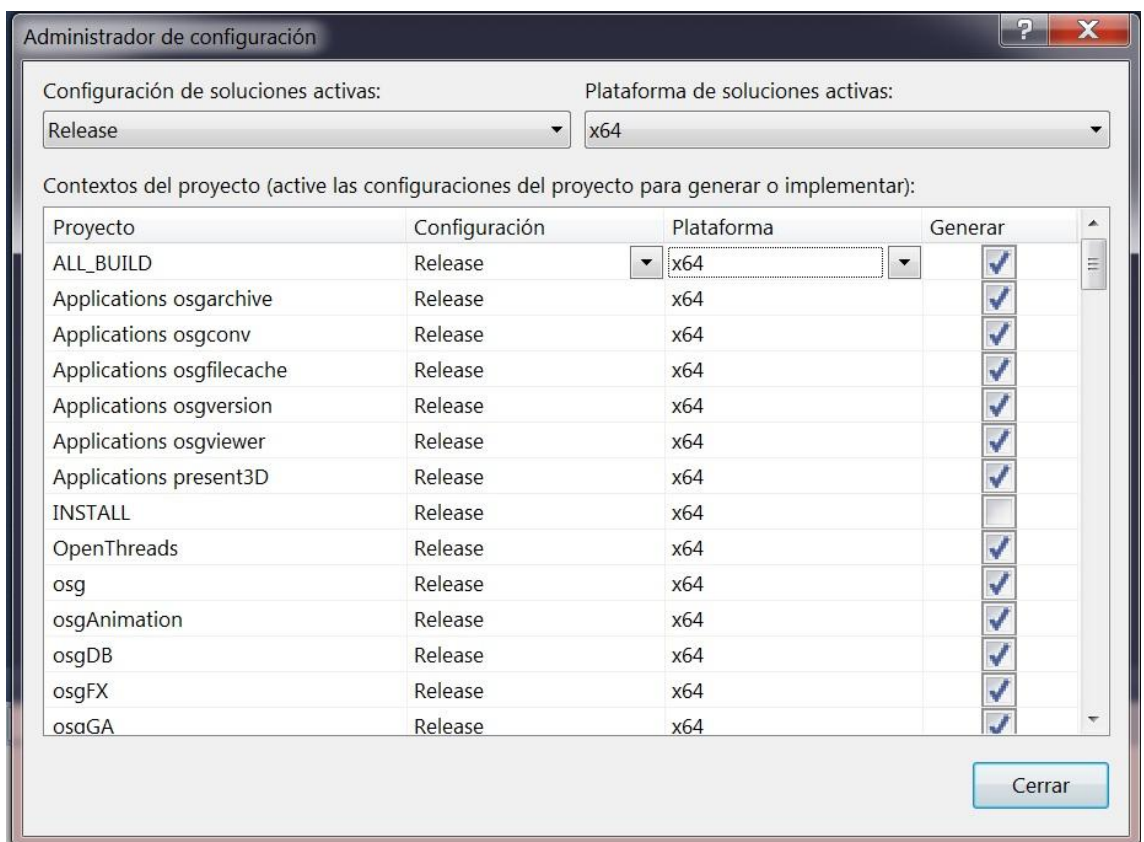 Administrador de configuración
Configuración de soluciones activas: Plataforma de soluciones activas:
Release x64
Contextos del proyecto (active las configuraciones del proyecto para generar o implementar):
Proyecto Configuración Plataforma Generar
ALL_BUILD Release x64
Applications osgarchive Release x64
Applications osgconv Release x64
Applications osgfilecache Release x64
Applications osgversion Release x64
Applications osgviewer Release x64
Applications present3D Release x64
INSTALL Release x64
OpenThreads Release x64
osg Release x64
osgAnimation Release x64
osgDB Release x64
osgFX Release x64
osgGA Release x64
Cerrar